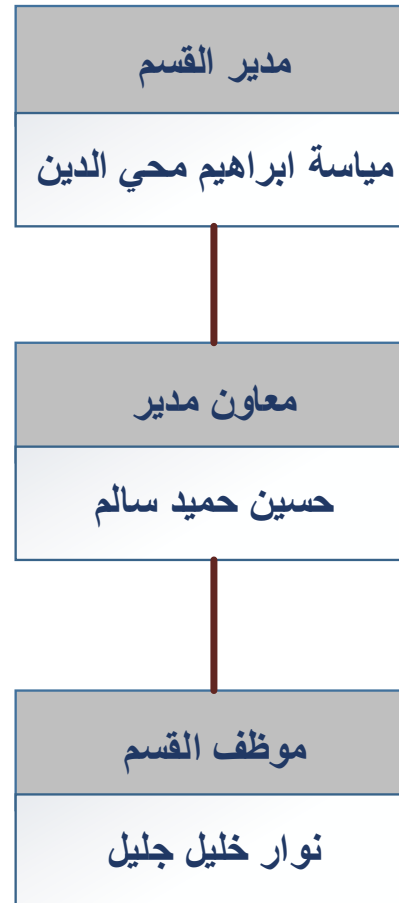 مدير القسم
مياسة ابراهيم محي الدين
معاون مدير
حسين حميد سالم
موظف القسم
نوار خليل جليل